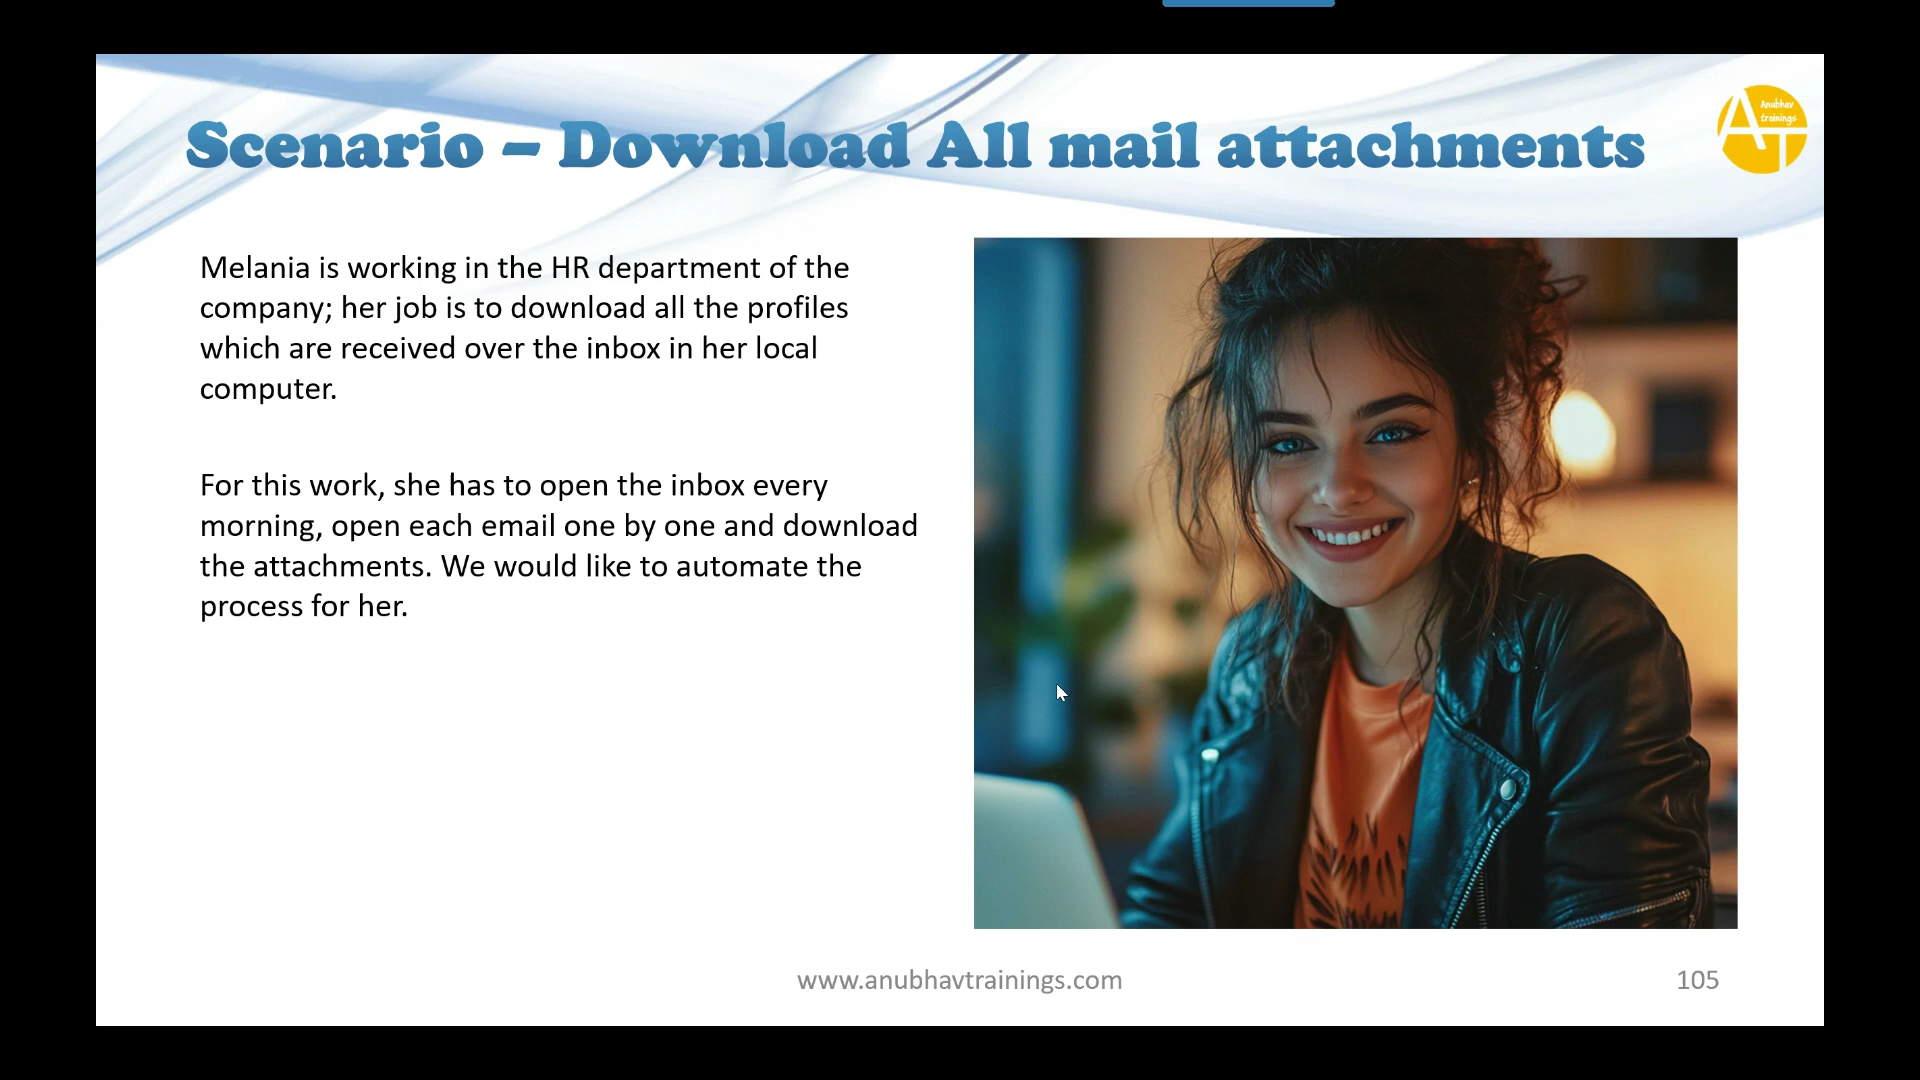 Scenario – Download All mail attachments
Anubhav
trainings
AT
Melania is working in the HR department of the
company; her job is to download all the profiles
which are received over the inbox in her local
computer.
For this work, she has to open the inbox every
morning, open each email one by one and download
the attachments. We would like to automate the
process for her.
www.anubhavtrainings.com
105